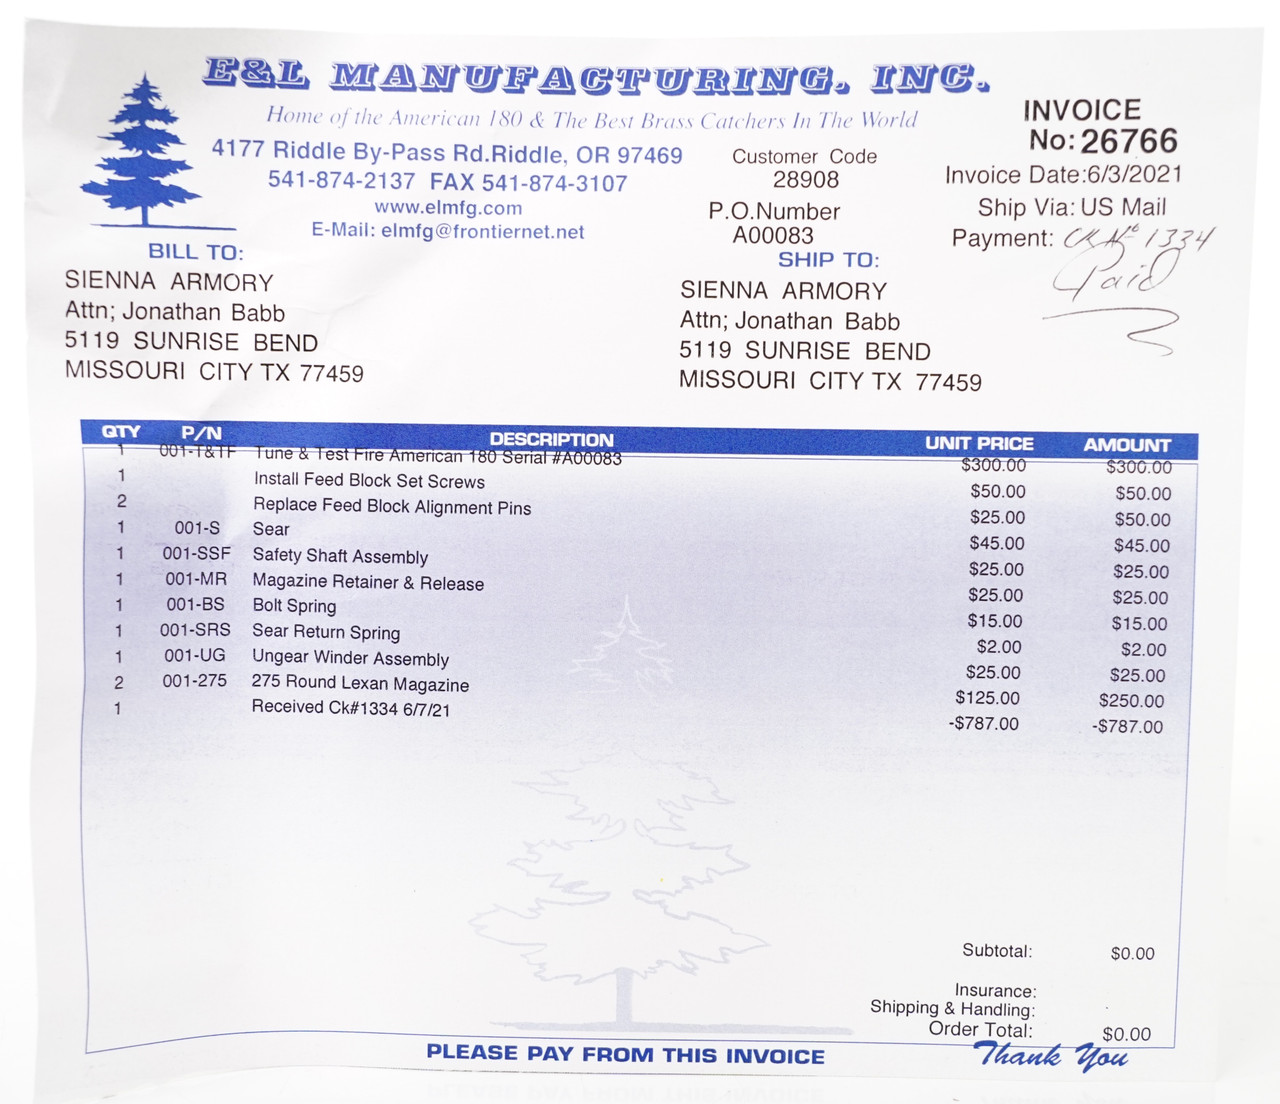 E&L MANUFACTURING, INC.
Home of the American 180 & The Best Brass Catchers In The World
4177 Riddle By-Pass Rd.Riddle, OR 97469
541-874-2137 FAX 541-874-3107
www.elmfg.com
E-Mail: elmfg@frontiernet.net
Customer Code
28908
P.O.Number
A00083
INVOICE
No: 26766
Invoice Date:6/3/2021
Ship Via: US Mail
Payment: CK No 1334
Paid
BILL TO:
SIENNA ARMORY
Attn; Jonathan Babb
5119 SUNRISE BEND
MISSOURI CITY TX 77459
SHIP TO:
SIENNA ARMORY
Attn; Jonathan Babb
5119 SUNRISE BEND
MISSOURI CITY TX 77459
QTY P/N DESCRIPTION UNIT PRICE AMOUNT
1 001-T&TF Tune & Test Fire American 180 Serial #A00083 $300.00 $300.00
1 Install Feed Block Set Screws $50.00 $50.00
2 Replace Feed Block Alignment Pins $25.00 $50.00
1 001-S Sear $45.00 $45.00
1 001-SSF Safety Shaft Assembly $25.00 $25.00
1 001-MR Magazine Retainer & Release $25.00 $25.00
1 001-BS Bolt Spring $15.00 $15.00
1 001-SRS Sear Return Spring $2.00 $2.00
1 001-UG Ungear Winder Assembly $25.00 $25.00
2 001-275 275 Round Lexan Magazine $125.00 $250.00
1 Received Ck#1334 6/7/21 -$787.00 -$787.00
Subtotal: $0.00
Insurance:
Shipping & Handling:
Order Total: $0.00
PLEASE PAY FROM THIS INVOICE
Thank You